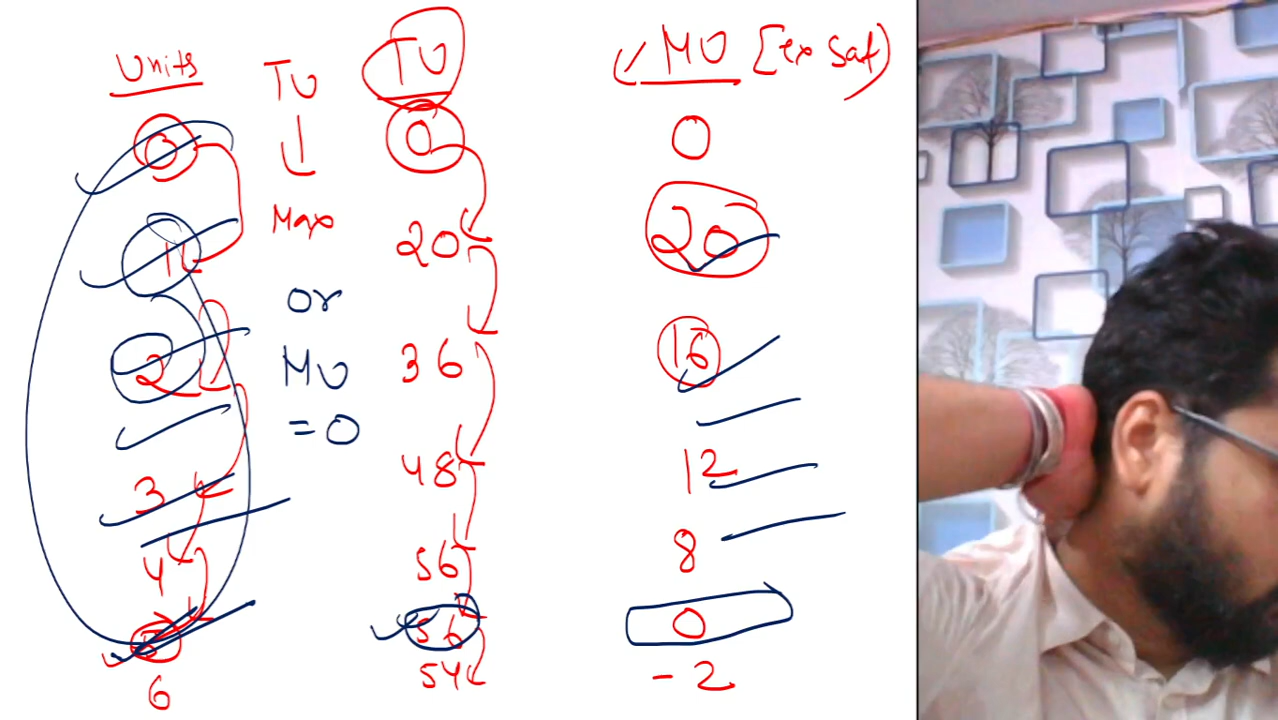 Units TU TU MU [ex Sat)
0 ↓ 0 0
1 Max 20 20
or
2 MU 36 16
= 0
3 48 12
4 56 8
5 56 0
6 54 -2